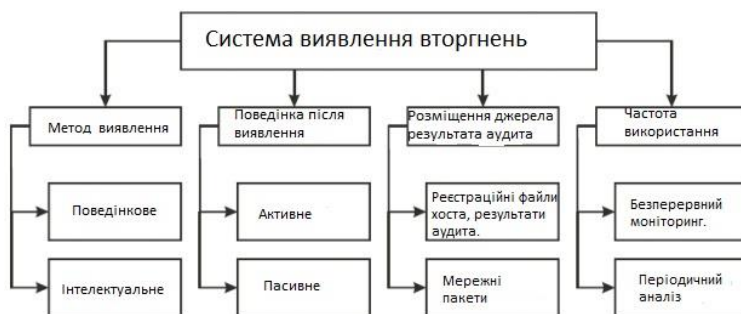 Система виявлення вторгнень
Метод виявлення
Поведінка після
виявлення
Розміщення джерела
результата аудита
Частота
використання
Поведінкове
Активне
Реєстраційні файли
хоста, результати
аудита.
Безперервний
моніторинг.
Інтелектуальне
Пасивне
Мережні
пакети
Періодичний
аналіз